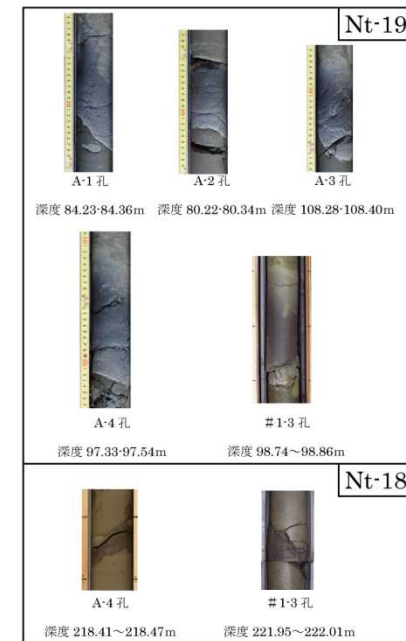 Nt-19
A-1 孔 A-2 孔 A-3 孔
深度 84.23-84.36m 深度 80.22-80.34m 深度 108.28-108.40m
A-4 孔 #1-3 孔
深度 97.33-97.54m 深度 98.74～98.86m
Nt-18
A-4 孔 #1-3 孔
深度 218.41～218.47m 深度 221.95～222.01m